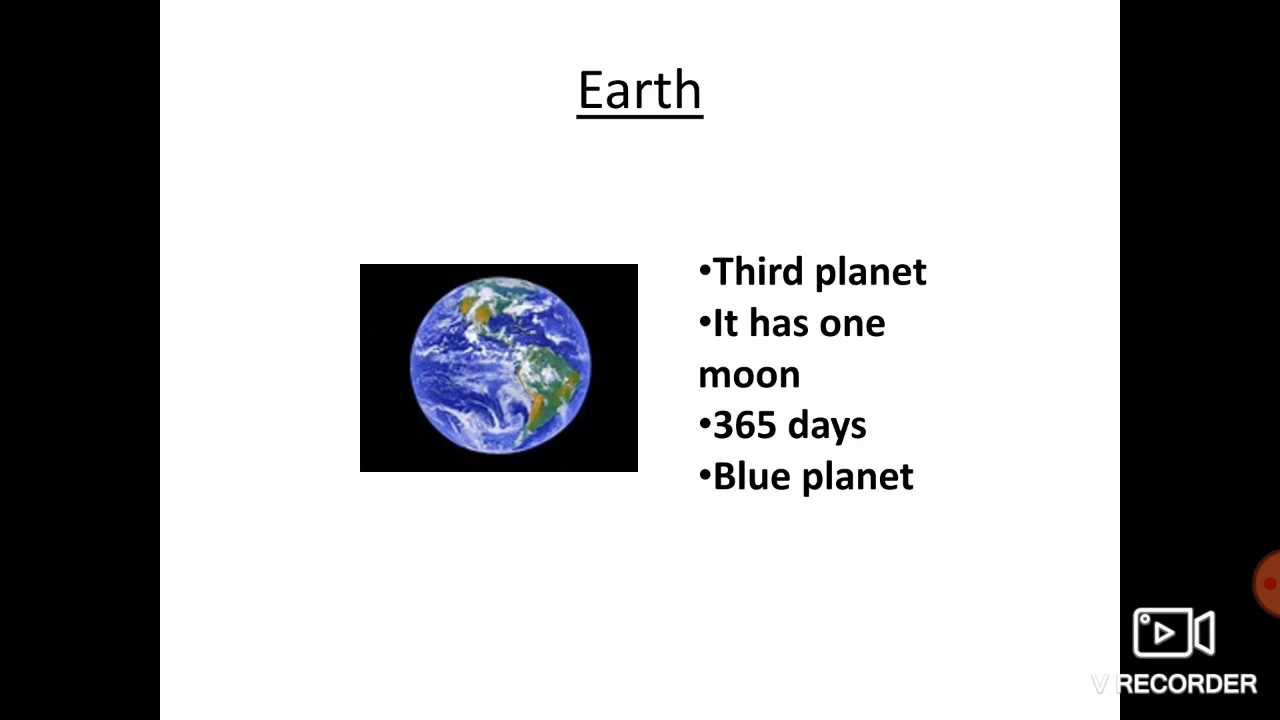 Earth
•Third planet
•It has one
moon
•365 days
•Blue planet
V RECORDER